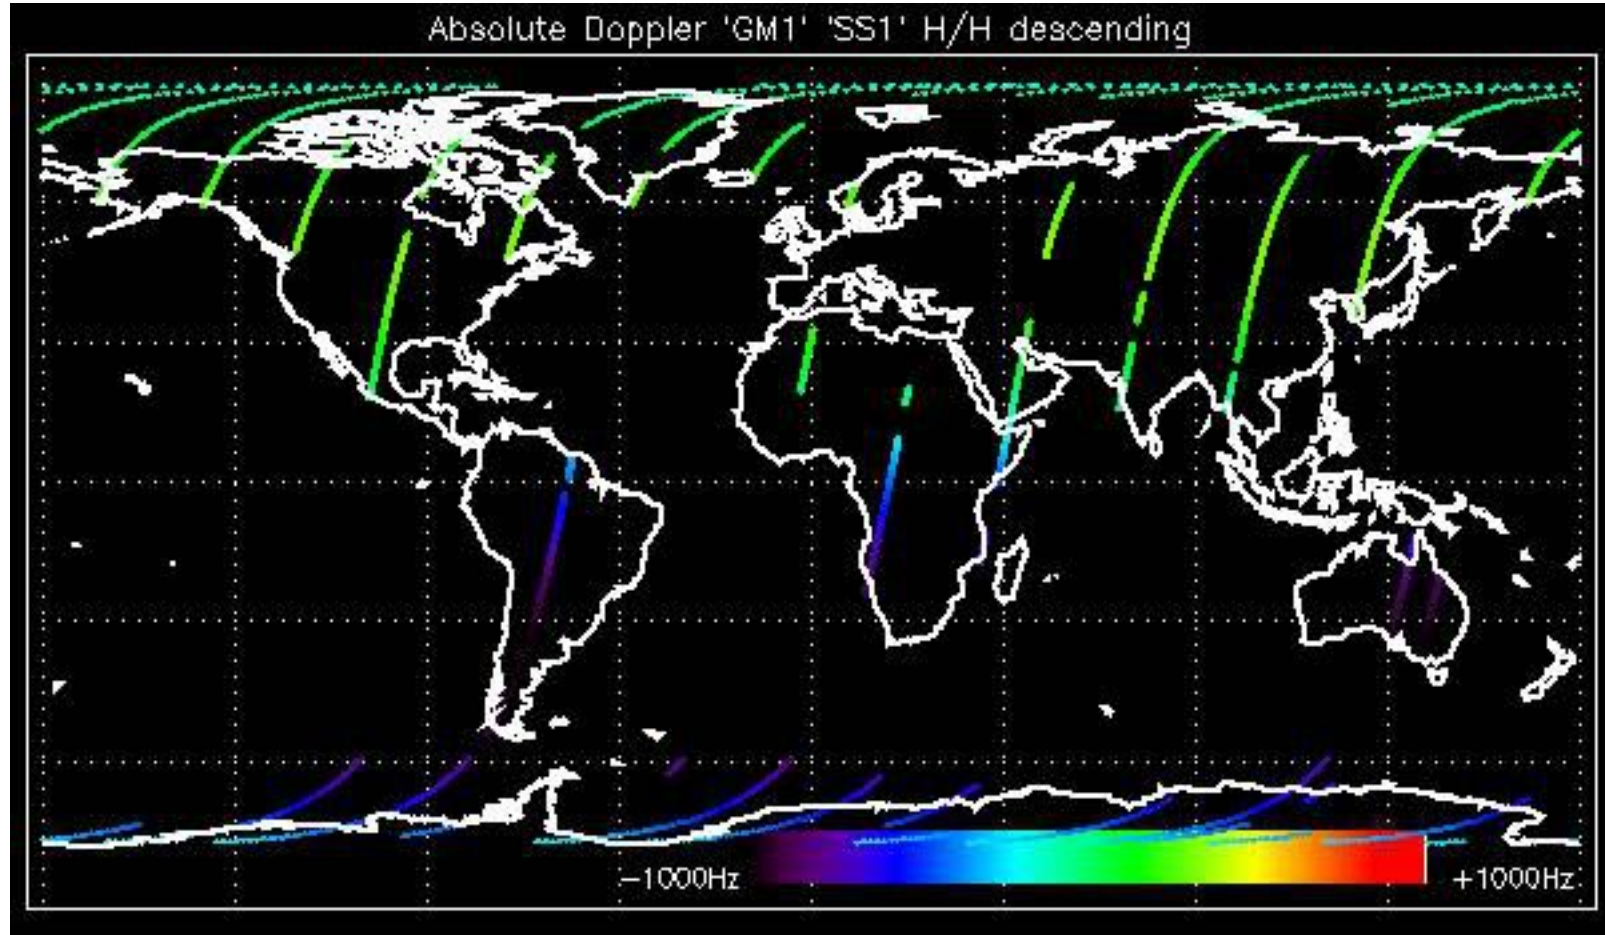 Absolute Doppler 'GM1' 'SS1' H/H descending
−1000Hz +1000Hz